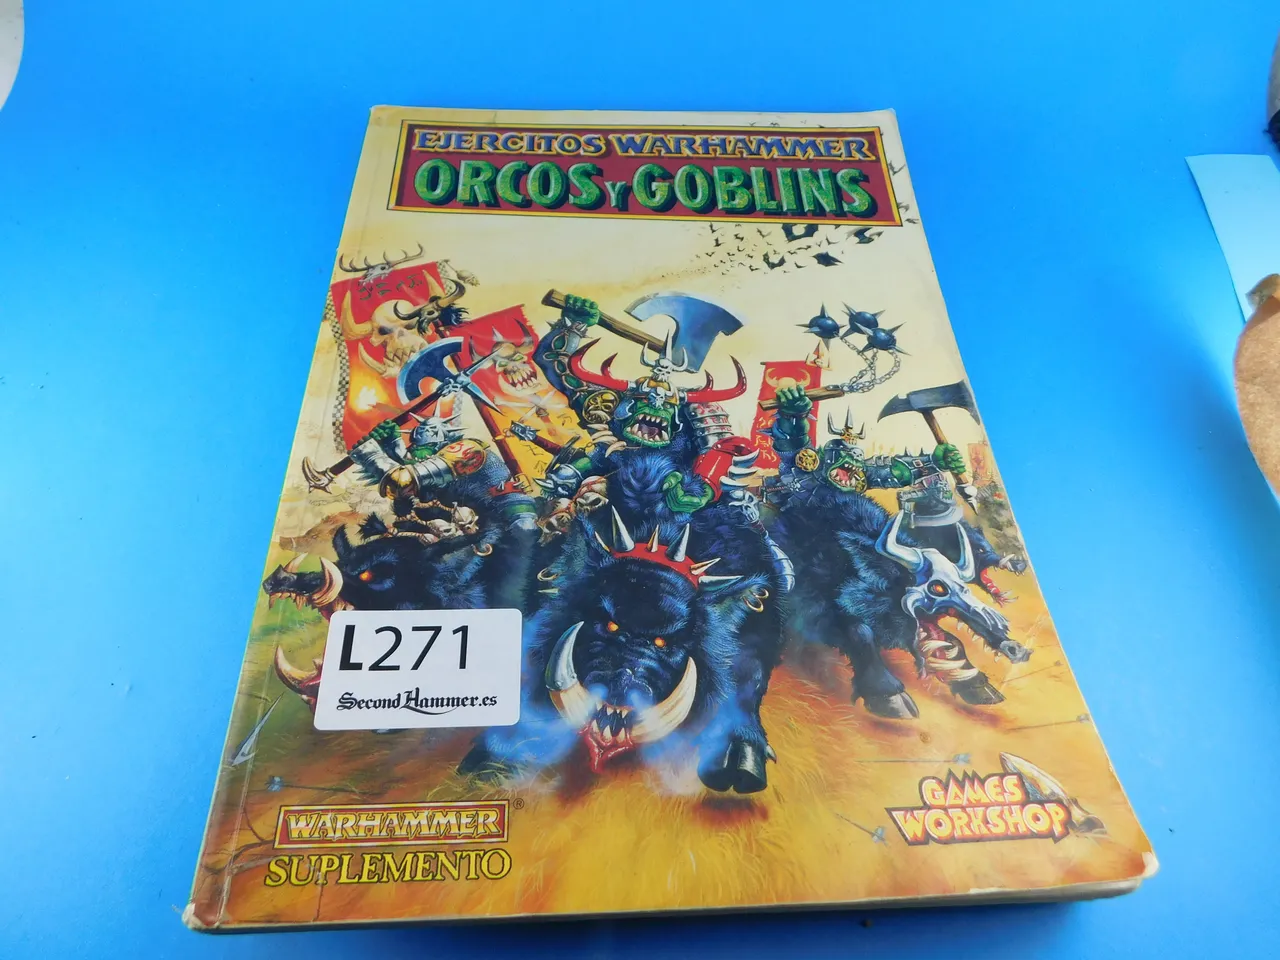 EJERCITOS WARHAMMER
ORCOS Y GOBLINS
L271
SecondHammer.es
WARHAMMER®
SUPLEMENTO
GAMES
WORKSHOP